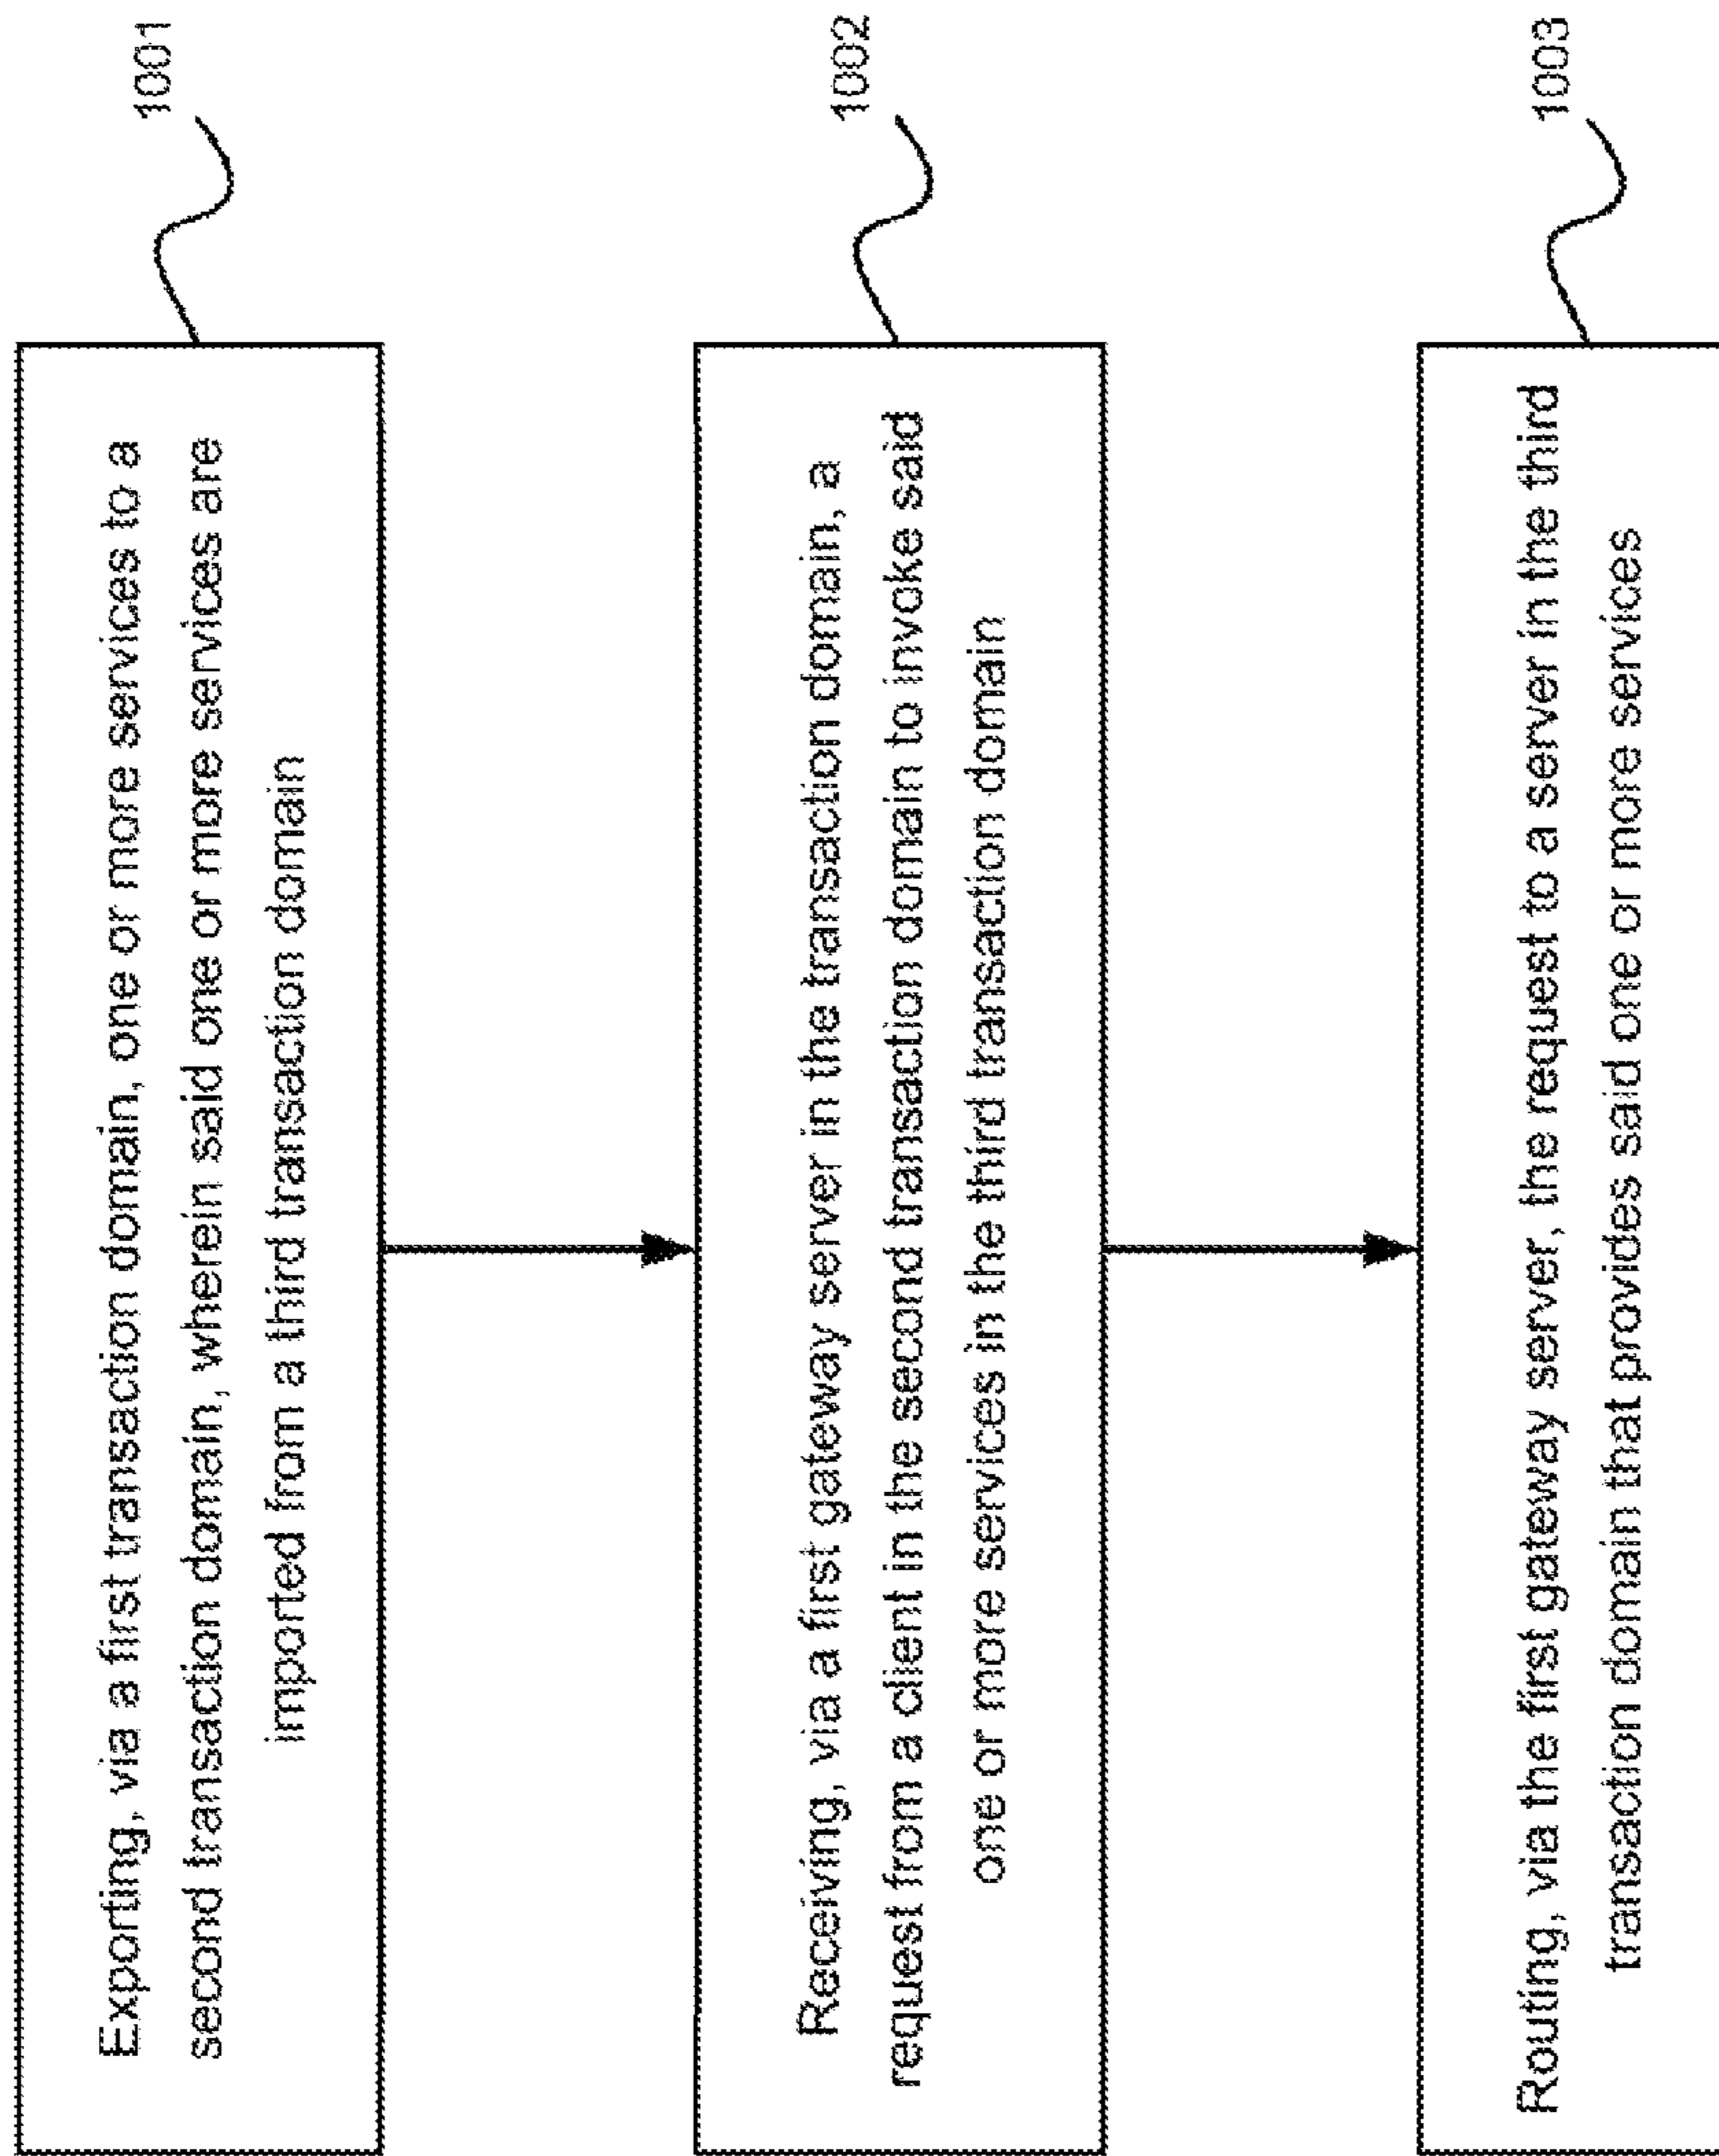 Exporting, via a first transaction domain, one or more services to a
second transaction domain, wherein said one or more services are
imported from a third transaction domain
1001
Receiving, via a first gateway server in the transaction domain, a
request from a client in the second transaction domain to invoke said
one or more services in the third transaction domain
1002
Routing, via the first gateway server, the request to a server in the third
transaction domain that provides said one or more services
1003